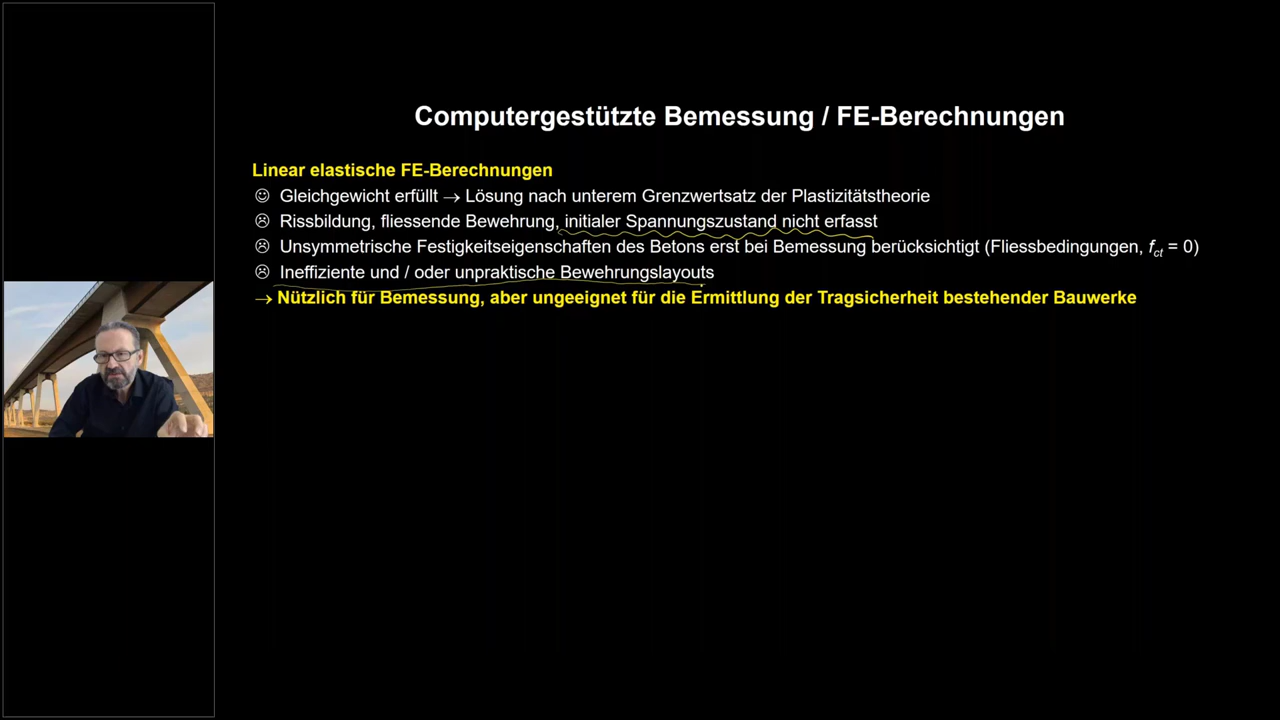 Computergestützte Bemessung / FE-Berechnungen
Linear elastische FE-Berechnungen
☺ Gleichgewicht erfüllt → Lösung nach unterem Grenzwertsatz der Plastizitätstheorie
☹ Rissbildung, fliessende Bewehrung, initialer Spannungszustand nicht erfasst
☹ Unsymmetrische Festigkeitseigenschaften des Betons erst bei Bemessung berücksichtigt (Fliessbedingungen, fct = 0)
☹ Ineffiziente und / oder unpraktische Bewehrungslayouts
→ Nützlich für Bemessung, aber ungeeignet für die Ermittlung der Tragsicherheit bestehender Bauwerke